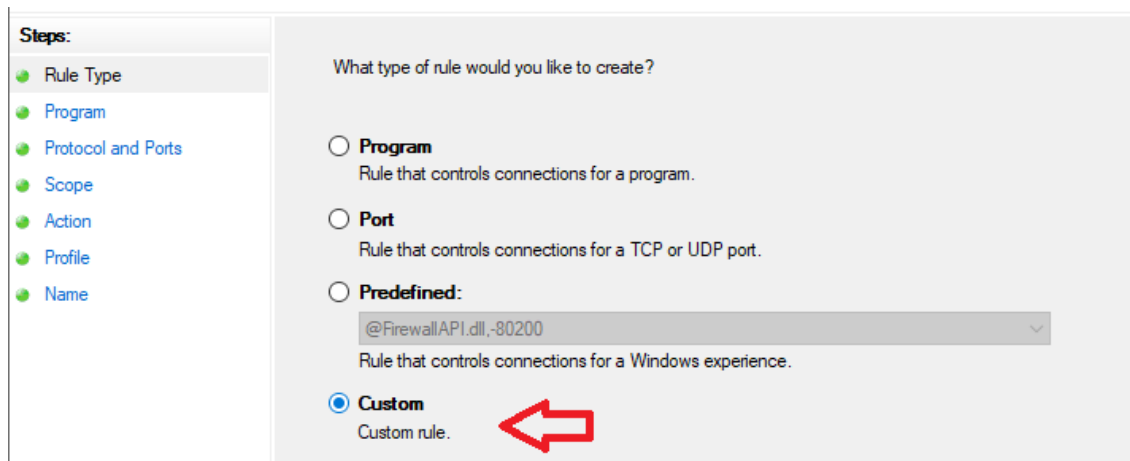 Steps:
Rule Type
Program
Protocol and Ports
Scope
Action
Profile
Name
What type of rule would you like to create?
Program
Rule that controls connections for a program.
Port
Rule that controls connections for a TCP or UDP port.
Predefined:
@FirewallAPI.dll,-80200
Rule that controls connections for a Windows experience.
Custom
Custom rule.